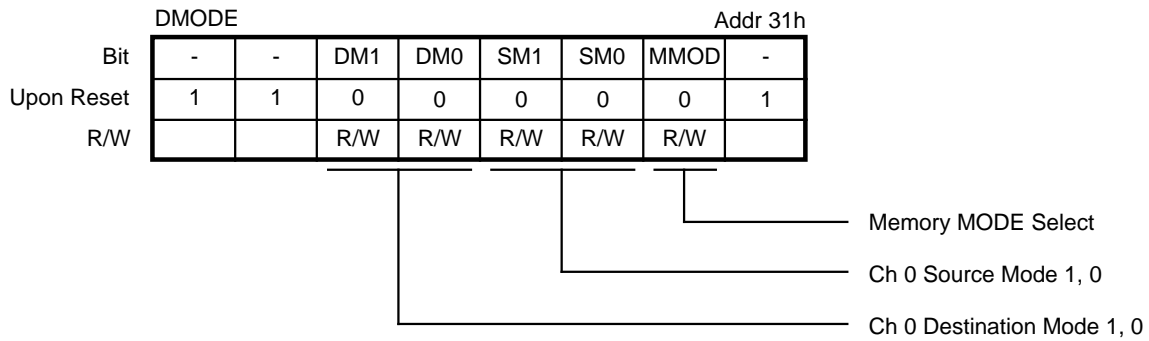 DMODE Addr 31h
Bit - - DM1 DM0 SM1 SM0 MMOD -
Upon Reset 1 1 0 0 0 0 0 1
R/W R/W R/W R/W R/W R/W
Memory MODE Select
Ch 0 Source Mode 1, 0
Ch 0 Destination Mode 1, 0